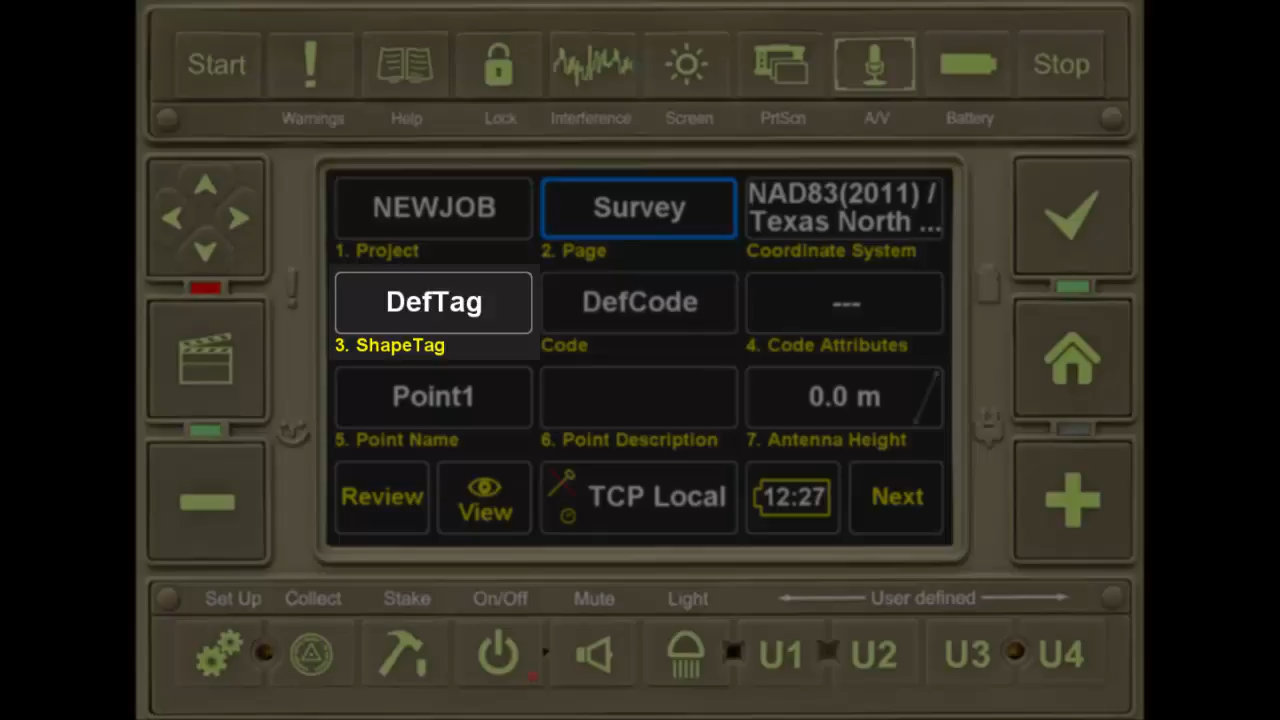 Start
Stop
Warnings
Help
Lock
Interference
Screen
PrtScn
A/V
Battery
NEWJOB
Survey
NAD83(2011) /
Texas North ...
1. Project
2. Page
Coordinate System
DefTag
DefCode
---
3. ShapeTag
Code
4. Code Attributes
Point1
0.0 m
5. Point Name
6. Point Description
7. Antenna Height
Review
View
TCP Local
12:27
Next
Set Up
Collect
Stake
On/Off
Mute
Light
User defined
U1
U2
U3
U4